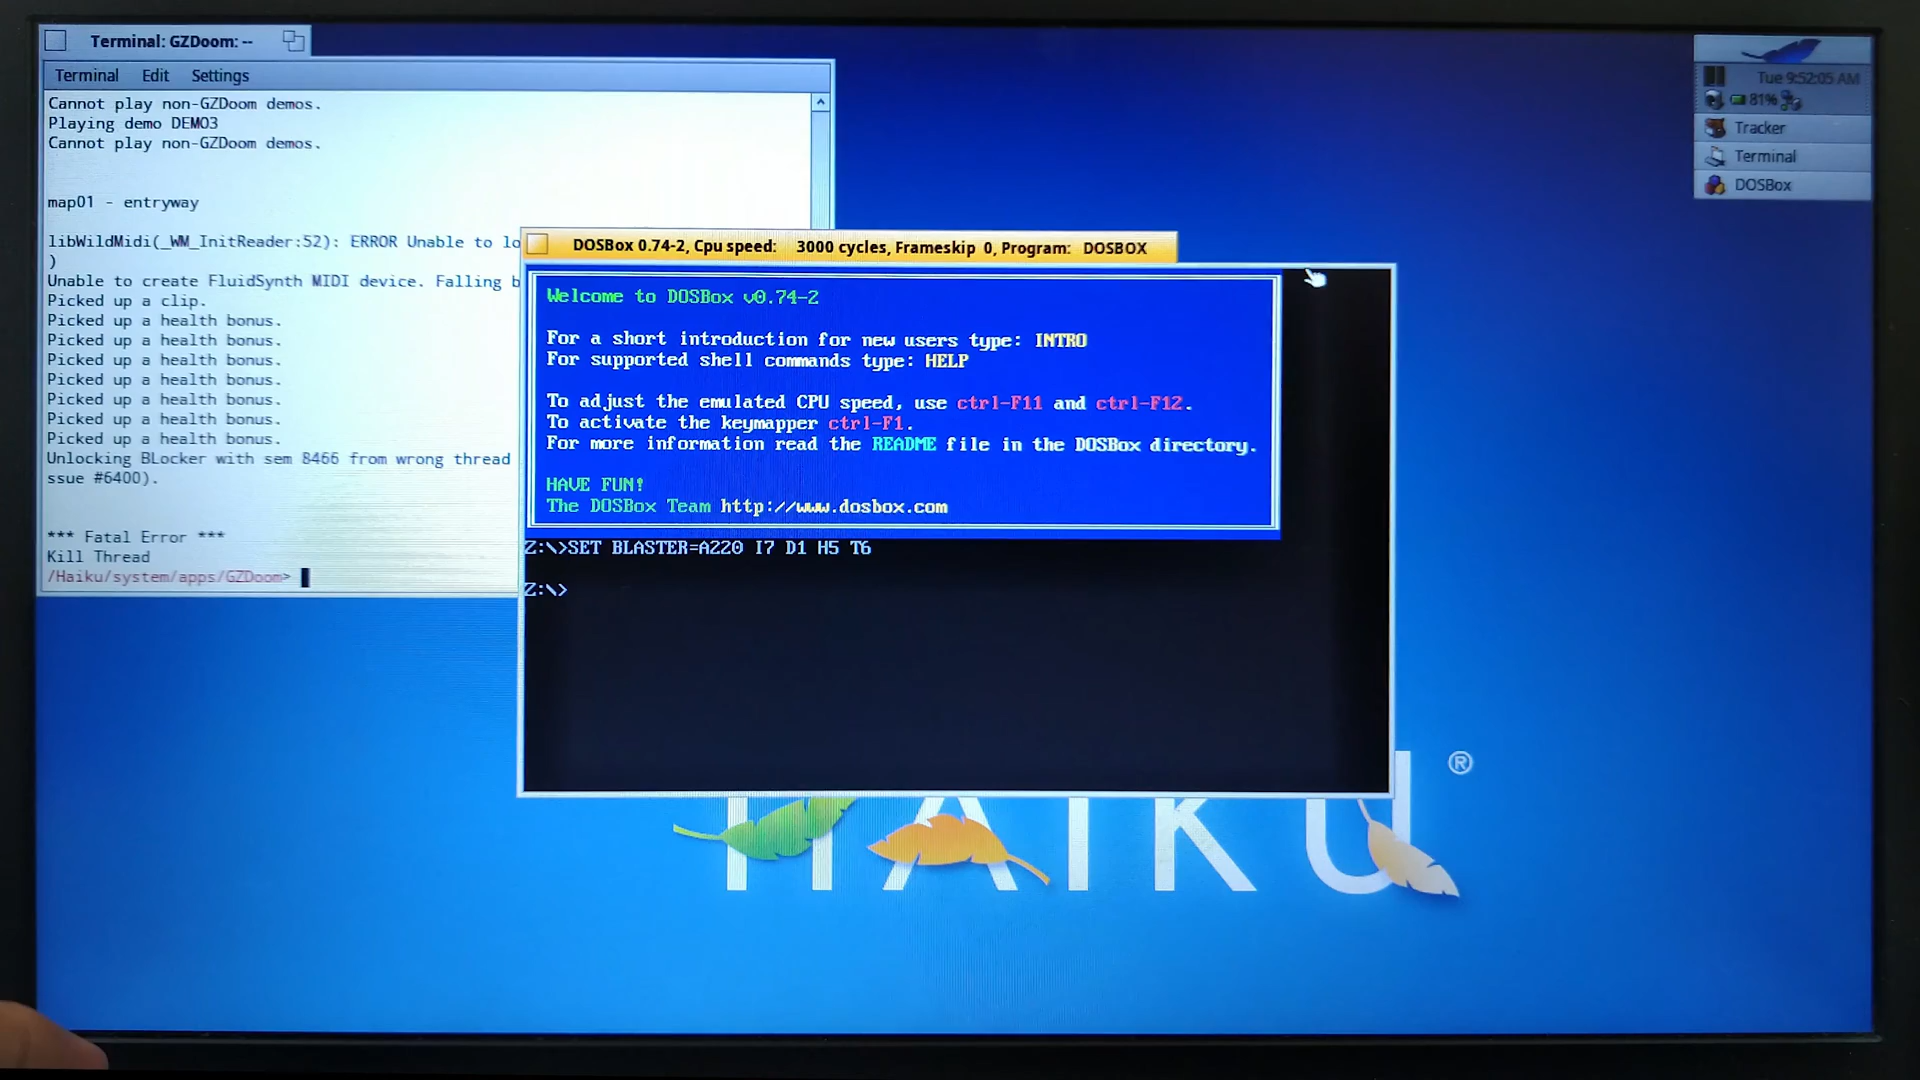 Terminal: GZDoom: --
Terminal Edit Settings
Cannot play non-GZDoom demos.
Playing demo DEMO3
Cannot play non-GZDoom demos.
map01 - entryway
libWildMidi(_WM_InitReader:52): ERROR Unable to lo
)
Unable to create FluidSynth MIDI device. Falling b
Picked up a clip.
Picked up a health bonus.
Picked up a health bonus.
Picked up a health bonus.
Picked up a health bonus.
Picked up a health bonus.
Picked up a health bonus.
Picked up a health bonus.
Unlocking BLocker with sem 8466 from wrong thread
ssue #6400).
*** Fatal Error ***
Kill Thread
/Haiku/system/apps/GZDoom>
DOSBox 0.74-2, Cpu speed: 3000 cycles, Frameskip 0, Program: DOSBOX
Welcome to DOSBox v0.74-2
For a short introduction for new users type: INTRO
For supported shell commands type: HELP
To adjust the emulated CPU speed, use ctrl-F11 and ctrl-F12.
To activate the keymapper ctrl-F1.
For more information read the README file in the DOSBox directory.
HAVE FUN!
The DOSBox Team http://www.dosbox.com
Z:\>SET BLASTER=A220 I7 D1 H5 T6
Z:\>
Tue 9:52:05 AM
81%
Tracker
Terminal
DOSBox
HAIKU ®